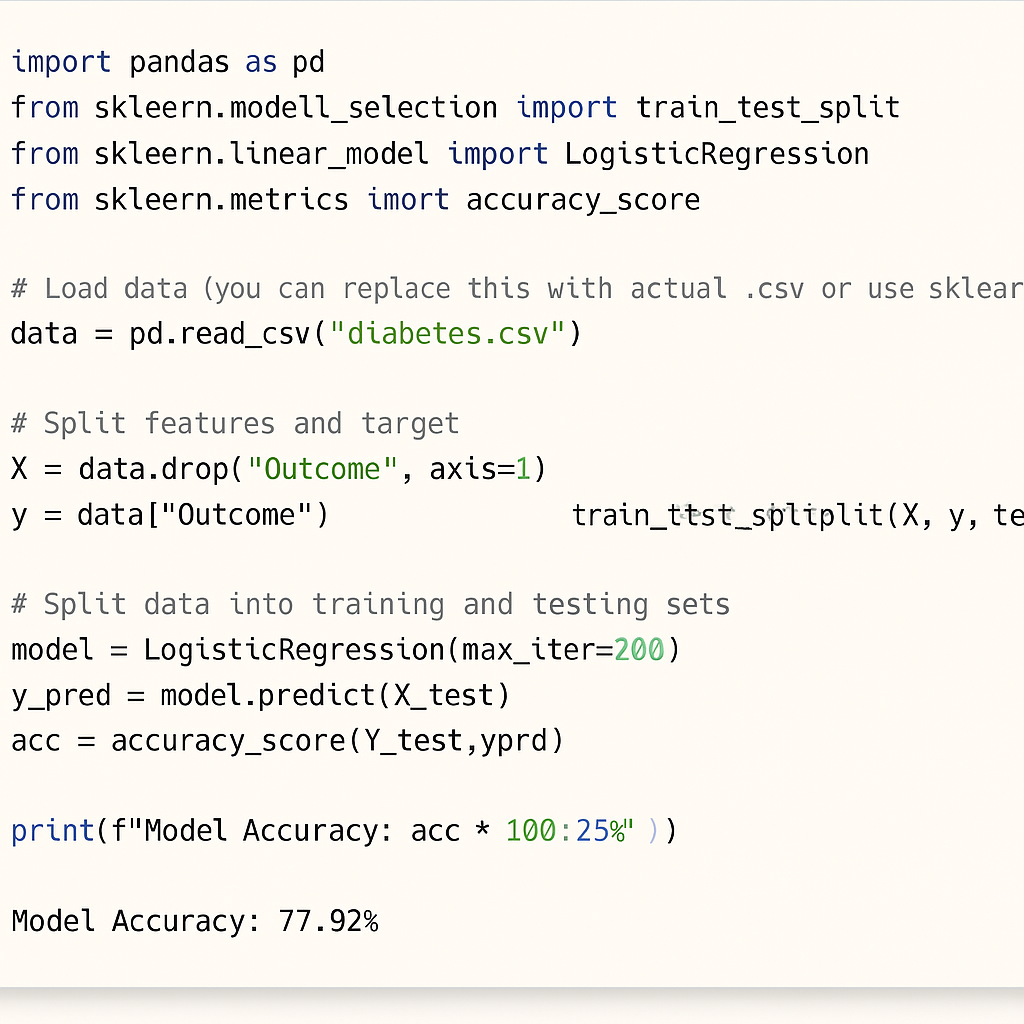 import pandas as pd
from skleern.modell_selection import train_test_split
from skleern.linear_model import LogisticRegression
from skleern.metrics imort accuracy_score
# Load data (you can replace this with actual .csv or use sklear
data = pd.read_csv("diabetes.csv")
# Split features and target
X = data.drop("Outcome", axis=1)
y = data["Outcome") train_ttst_spliplit(X, y, te
# Split data into training and testing sets
model = LogisticRegression(max_iter=200)
y_pred = model.predict(X_test)
acc = accuracy_score(Y_test,yprd)
print(f"Model Accuracy: acc * 100:25%" ))
Model Accuracy: 77.92%